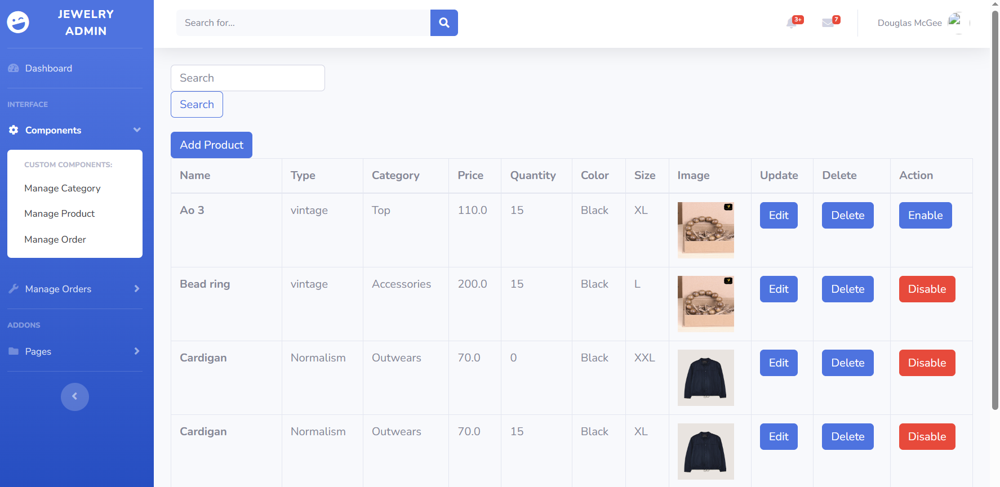 JEWELRY
ADMIN
Search for...
3+
7
Douglas McGee
Dashboard
INTERFACE
Components
CUSTOM COMPONENTS:
Manage Category
Manage Product
Manage Order
Manage Orders
ADDONS
Pages
Search
Search
Add Product
Name Type Category Price Quantity Color Size Image Update Delete Action
Ao 3 vintage Top 110.0 15 Black XL Edit Delete Enable
Bead ring vintage Accessories 200.0 15 Black L Edit Delete Disable
Cardigan Normalism Outwears 70.0 0 Black XXL Edit Delete Disable
Cardigan Normalism Outwears 70.0 15 Black XL Edit Delete Disable